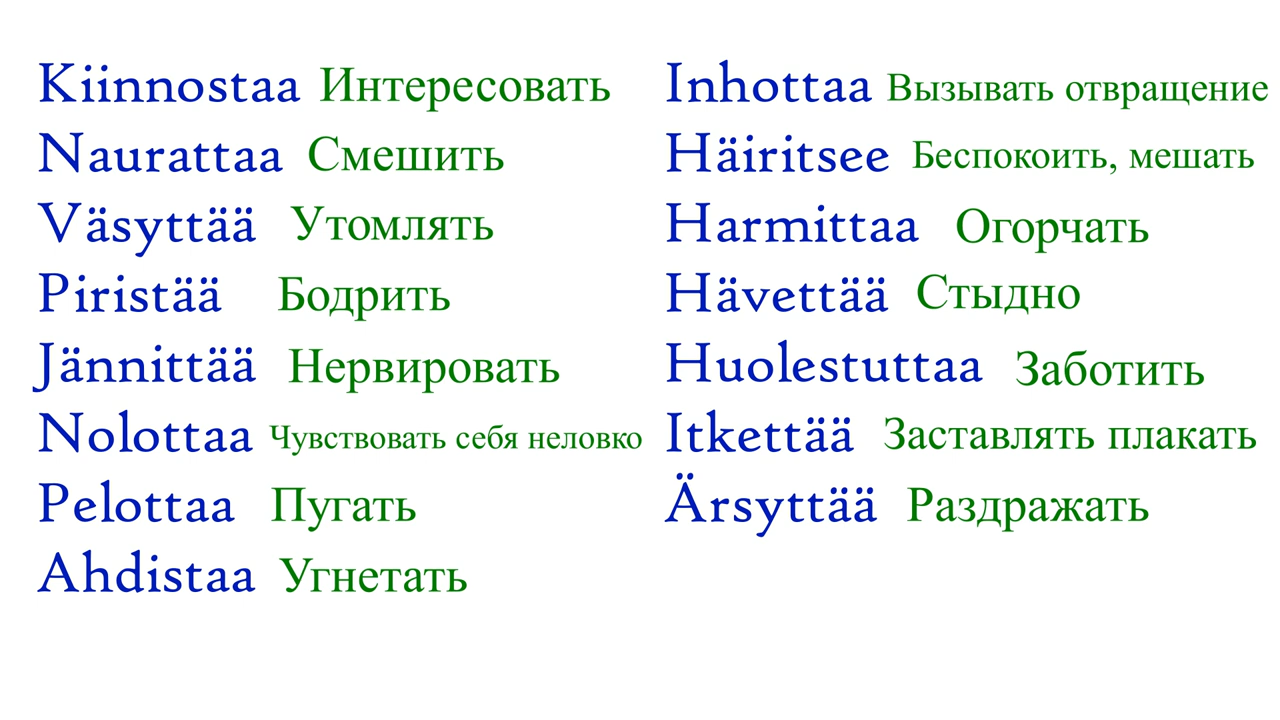 Kiinnostaa Интересовать
Naurattaa Смешить
Väsyttää Утомлять
Piristää Бодрить
Jännittää Нервировать
Nolottaa Чувствовать себя неловко
Pelottaa Пугать
Ahdistaa Угнетать
Inhottaa Вызывать отвращение
Häiritsee Беспокоить, мешать
Harmittaa Огорчать
Hävettää Стыдно
Huolestuttaa Заботить
Itkettää Заставлять плакать
Ärsyttää Раздражать